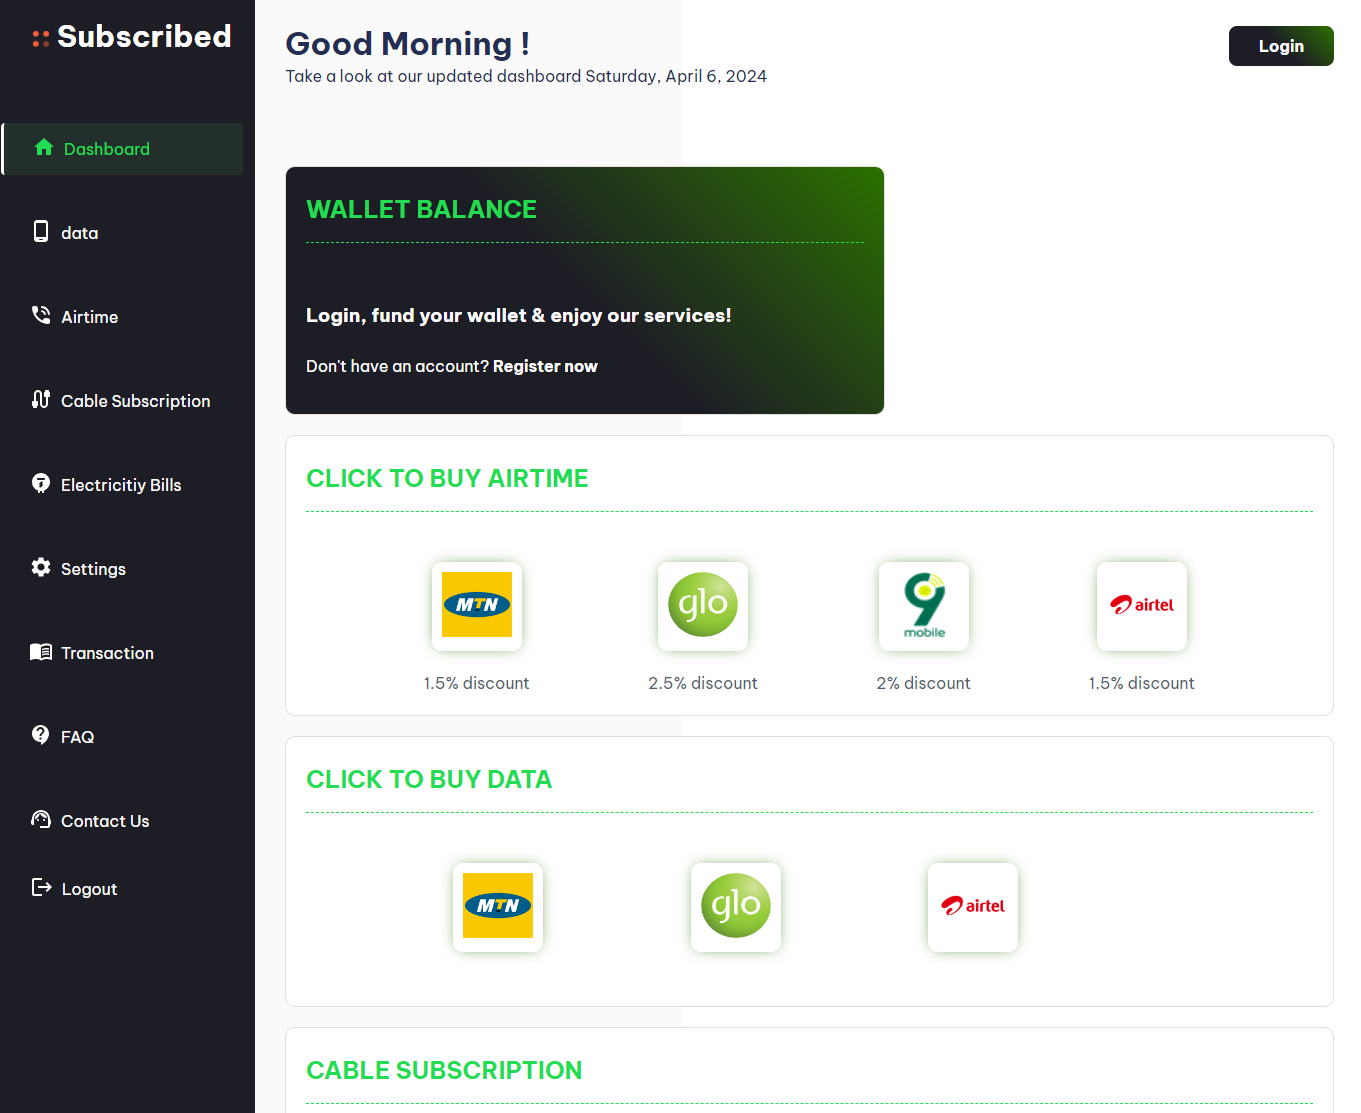 Subscribed
Dashboard
data
Airtime
Cable Subscription
Electricitiy Bills
Settings
Transaction
FAQ
Contact Us
Logout
Good Morning !
Take a look at our updated dashboard Saturday, April 6, 2024
Login
WALLET BALANCE
Login, fund your wallet & enjoy our services!
Don't have an account? Register now
CLICK TO BUY AIRTIME
MTN glo 9 mobile airtel
1.5% discount 2.5% discount 2% discount 1.5% discount
CLICK TO BUY DATA
MTN glo airtel
CABLE SUBSCRIPTION